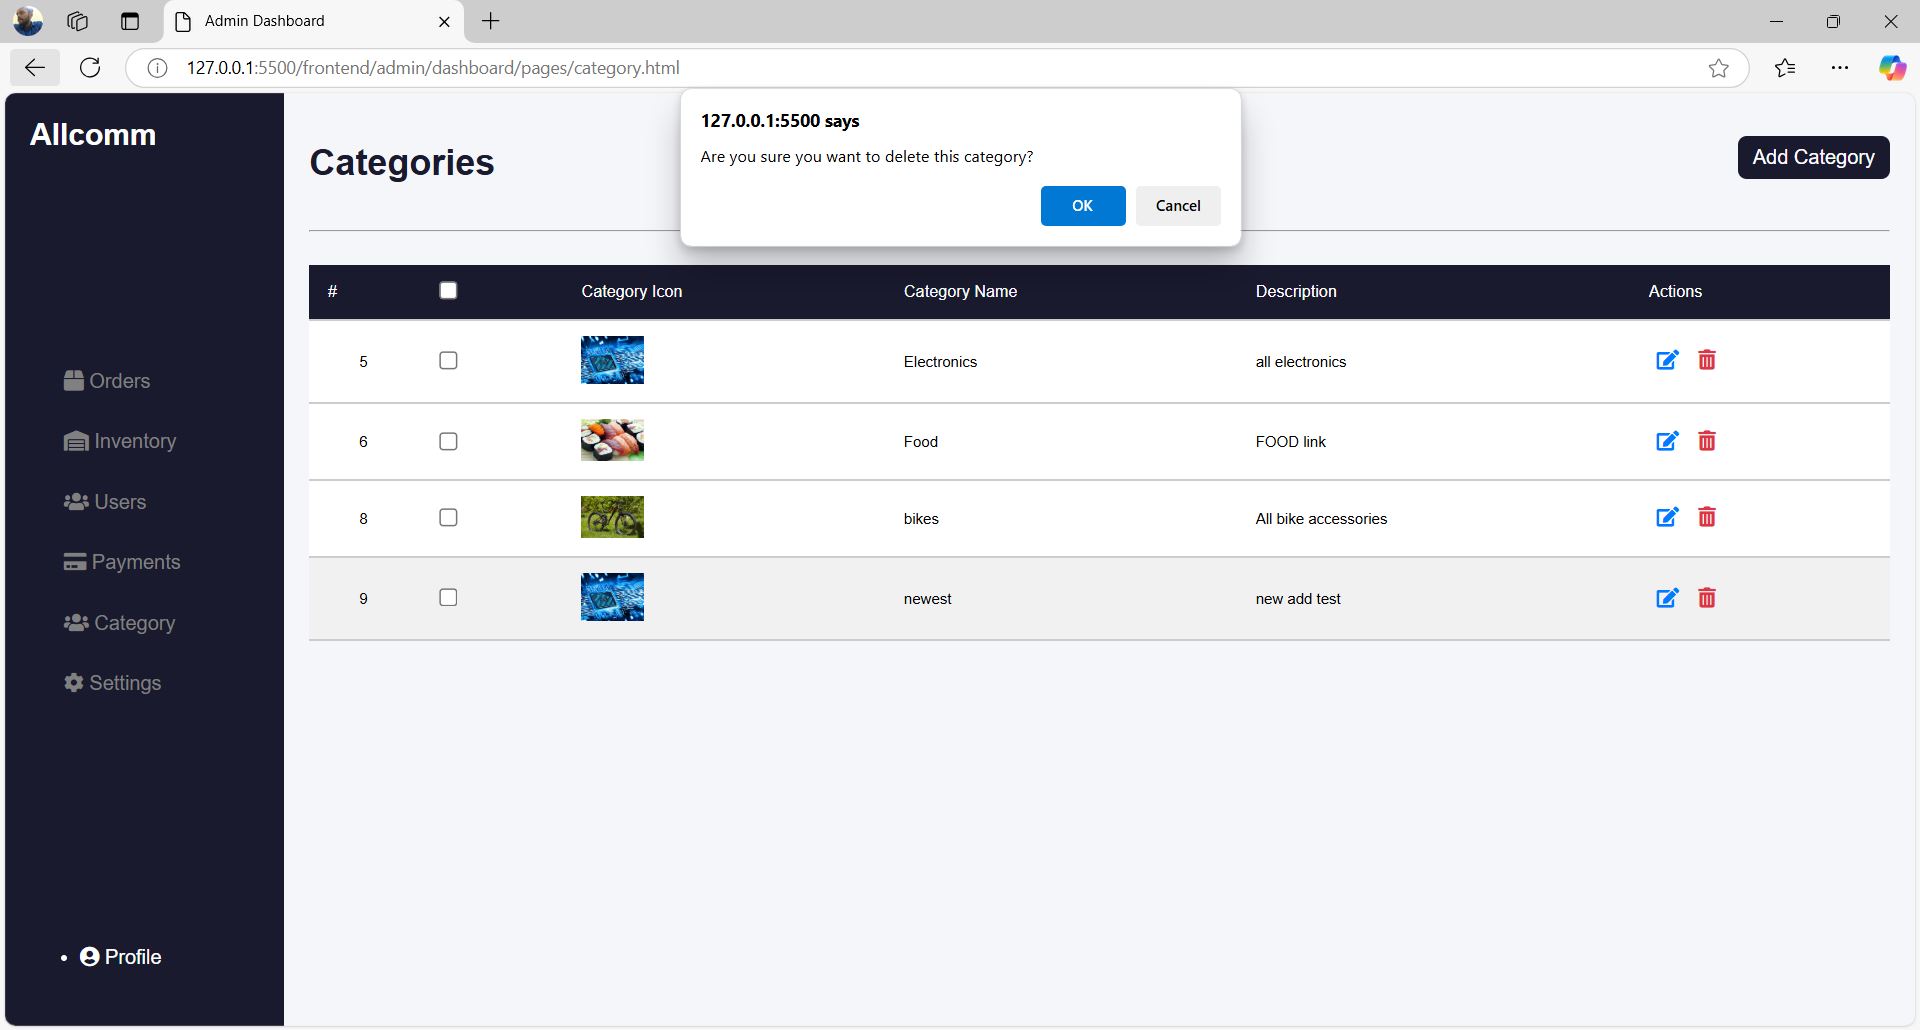 Admin Dashboard
127.0.0.1:5500/frontend/admin/dashboard/pages/category.html
127.0.0.1:5500 says
Are you sure you want to delete this category?
OK
Cancel
Allcomm
Categories
Add Category
# Category Icon Category Name Description Actions
5 Electronics all electronics
6 Food FOOD link
8 bikes All bike accessories
9 newest new add test
Orders
Inventory
Users
Payments
Category
Settings
Profile